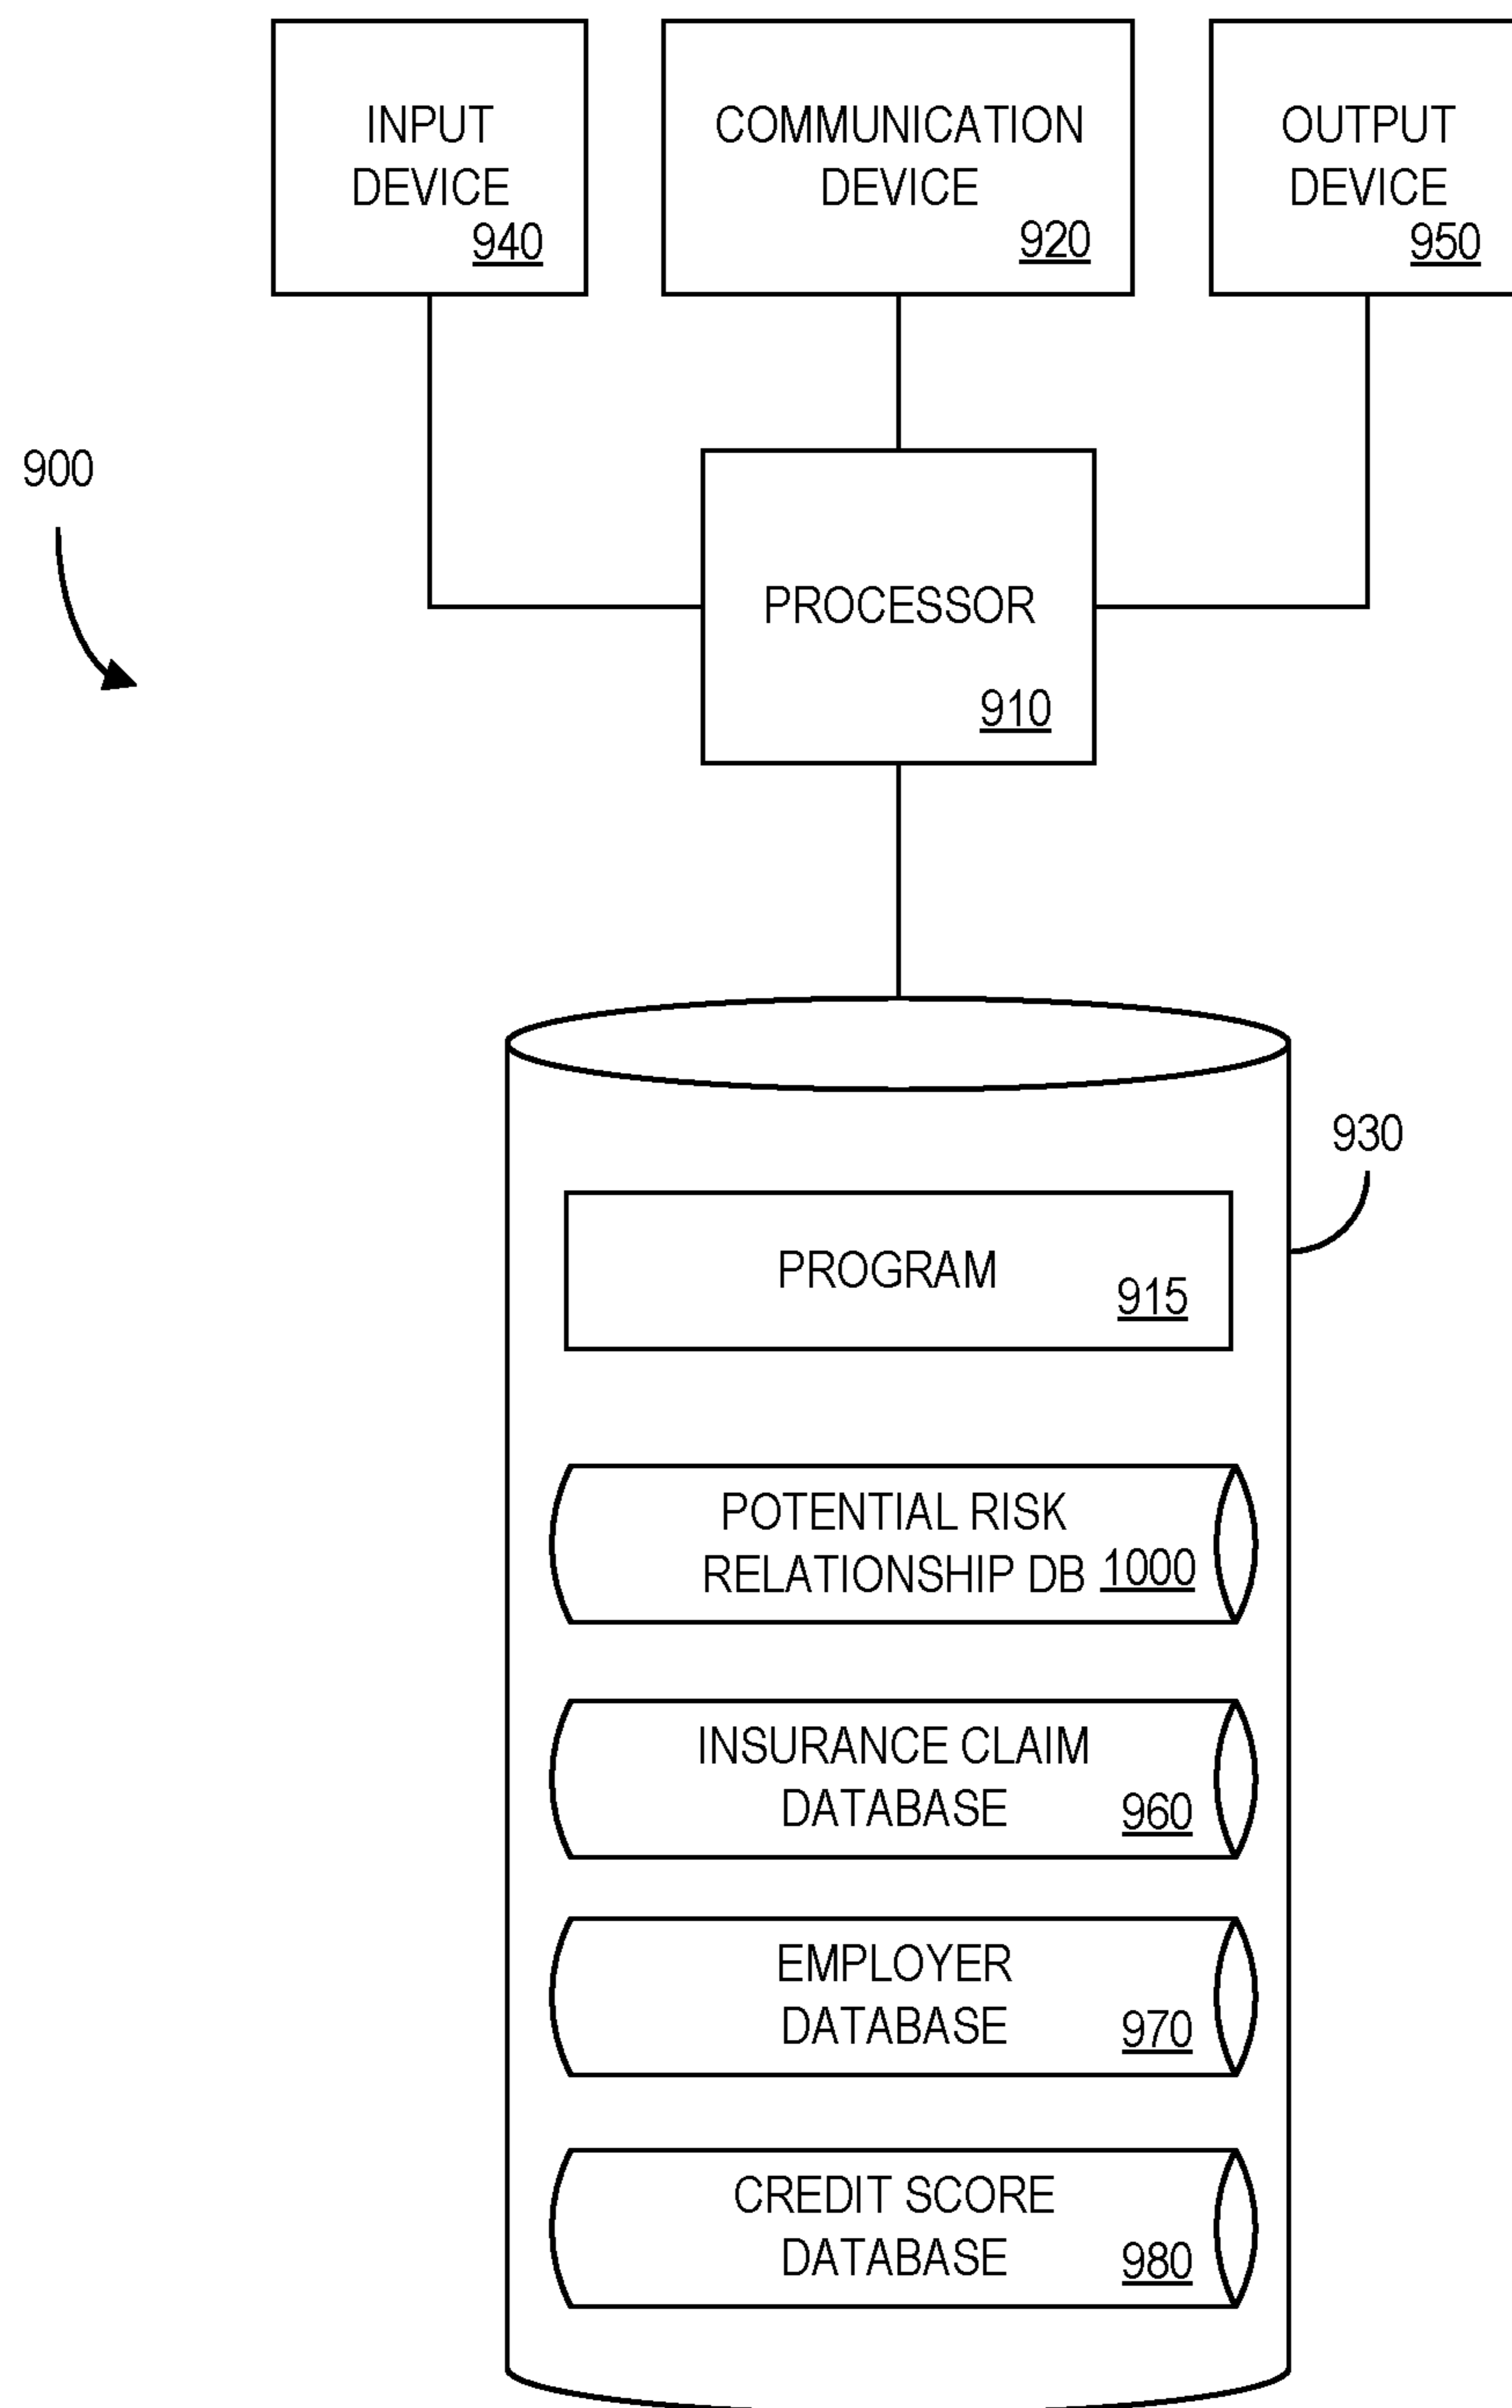 INPUT
DEVICE
940
COMMUNICATION
DEVICE
920
OUTPUT
DEVICE
950
900
PROCESSOR
910
930
PROGRAM
915
POTENTIAL RISK
RELATIONSHIP DB 1000
INSURANCE CLAIM
DATABASE 960
EMPLOYER
DATABASE 970
CREDIT SCORE
DATABASE 980